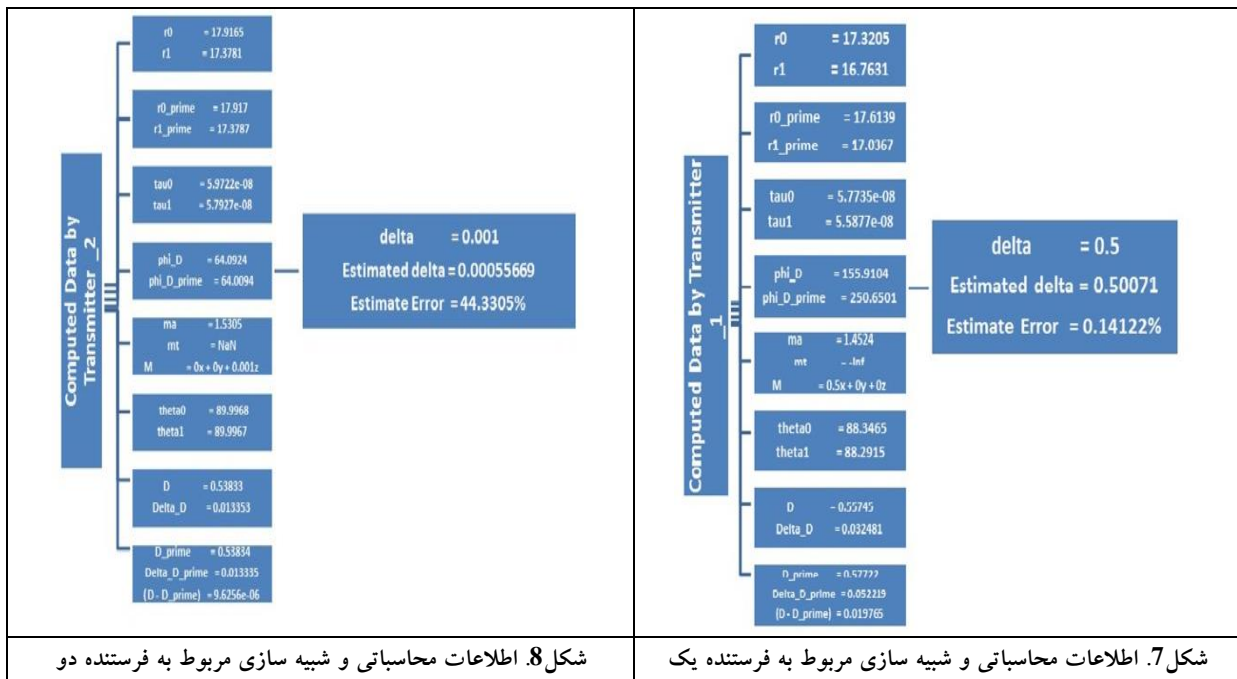 Computed Data by
Transmitter _2
r0 = 17.9165
r1 = 17.3781
r0_prime = 17.917
r1_prime = 17.3787
tau0 = 5.9722e-08
tau1 = 5.7927e-08
phi_D = 64.0924
phi_D_prime = 64.0094
ma = 1.5305
mt = NaN
M = 0x + 0y + 0.001z
theta0 = 89.9968
theta1 = 89.9967
D = 0.53833
Delta_D = 0.013353
D_prime = 0.53834
Delta_D_prime = 0.013335
(D - D_prime) = 9.6256e-06
delta = 0.001
Estimated delta = 0.00055669
Estimate Error = 44.3305%
شکل8. اطلاعات محاسباتی و شبیه سازی مربوط به فرستنده دو
Computed Data by Transmitter
_1
r0 = 17.3205
r1 = 16.7631
r0_prime = 17.6139
r1_prime = 17.0367
tau0 = 5.7735e-08
tau1 = 5.5877e-08
phi_D = 155.9104
phi_D_prime = 250.6501
ma = 1.4524
mt = -Inf
M = 0.5x + 0y + 0z
theta0 = 88.3465
theta1 = 88.2915
D = 0.55745
Delta_D = 0.032481
D_prime = 0.57722
Delta_D_prime = 0.052219
(D - D_prime) = 0.019765
delta = 0.5
Estimated delta = 0.50071
Estimate Error = 0.14122%
شکل7. اطلاعات محاسباتی و شبیه سازی مربوط به فرستنده یک